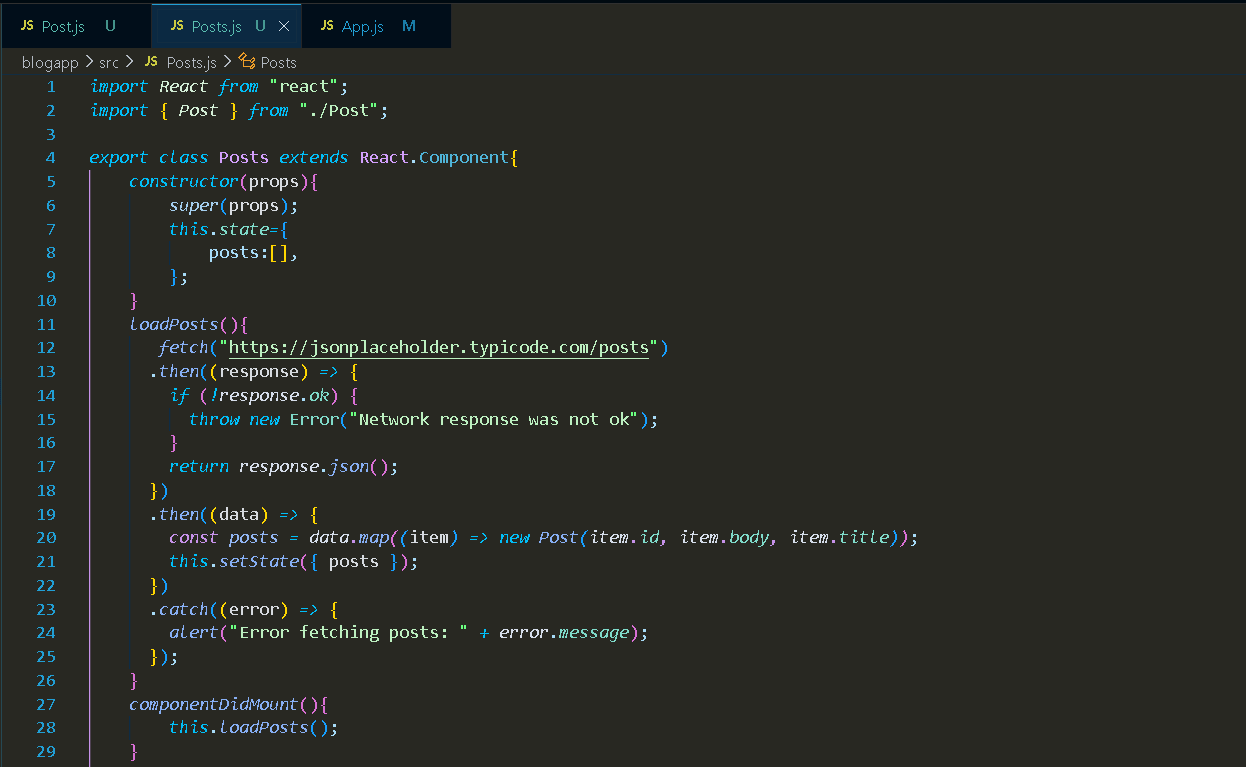 JS Post.js U JS Posts.js U × JS App.js M
blogapp > src > JS Posts.js > Posts
1 import React from "react";
2 import { Post } from "./Post";
3
4 export class Posts extends React.Component{
5 constructor(props){
6 super(props);
7 this.state={
8 posts:[],
9 };
10 }
11 loadPosts(){
12 fetch("https://jsonplaceholder.typicode.com/posts")
13 .then((response) => {
14 if (!response.ok) {
15 throw new Error("Network response was not ok");
16 }
17 return response.json();
18 })
19 .then((data) => {
20 const posts = data.map((item) => new Post(item.id, item.body, item.title));
21 this.setState({ posts });
22 })
23 .catch((error) => {
24 alert("Error fetching posts: " + error.message);
25 });
26 }
27 componentDidMount(){
28 this.loadPosts();
29 }